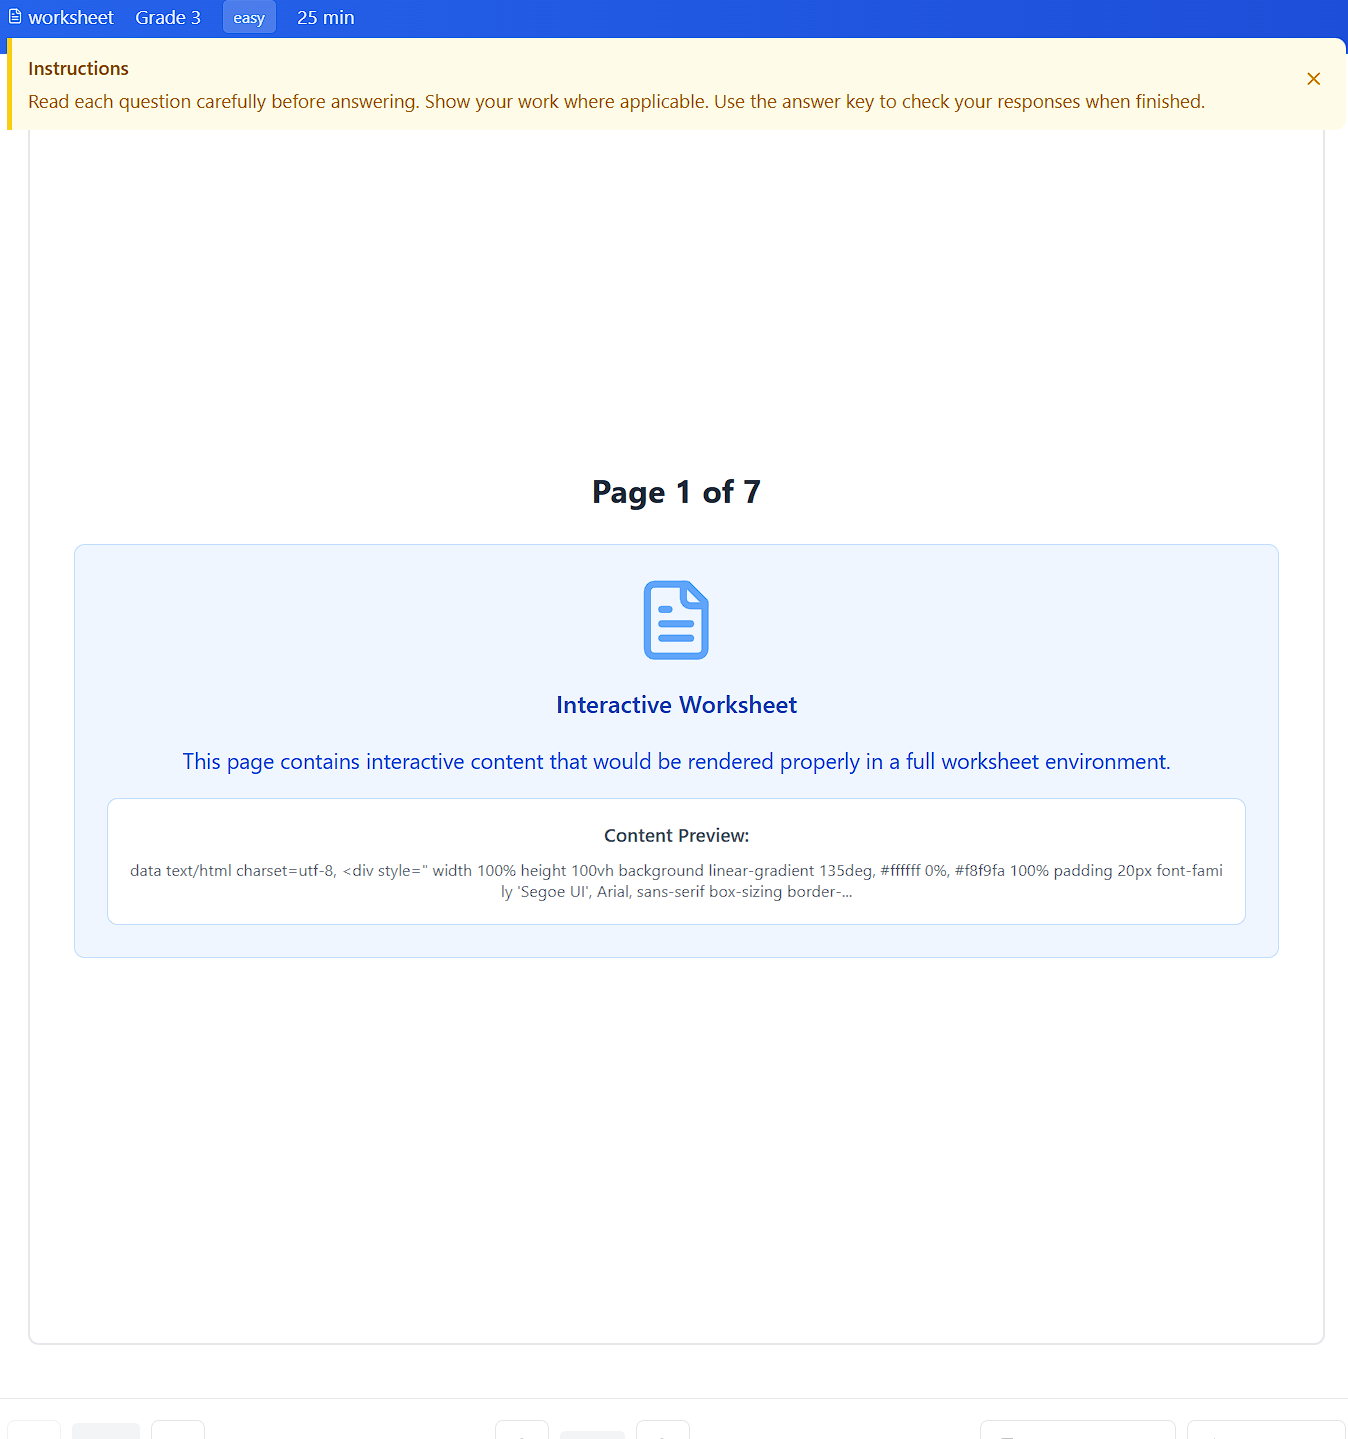 worksheet Grade 3 easy 25 min
Instructions
Read each question carefully before answering. Show your work where applicable. Use the answer key to check your responses when finished.
Page 1 of 7
Interactive Worksheet
This page contains interactive content that would be rendered properly in a full worksheet environment.
Content Preview:
data text/html charset=utf-8, <div style=" width 100% height 100vh background linear-gradient 135deg, #ffffff 0%, #f8f9fa 100% padding 20px font-fami
ly 'Segoe UI', Arial, sans-serif box-sizing border-...